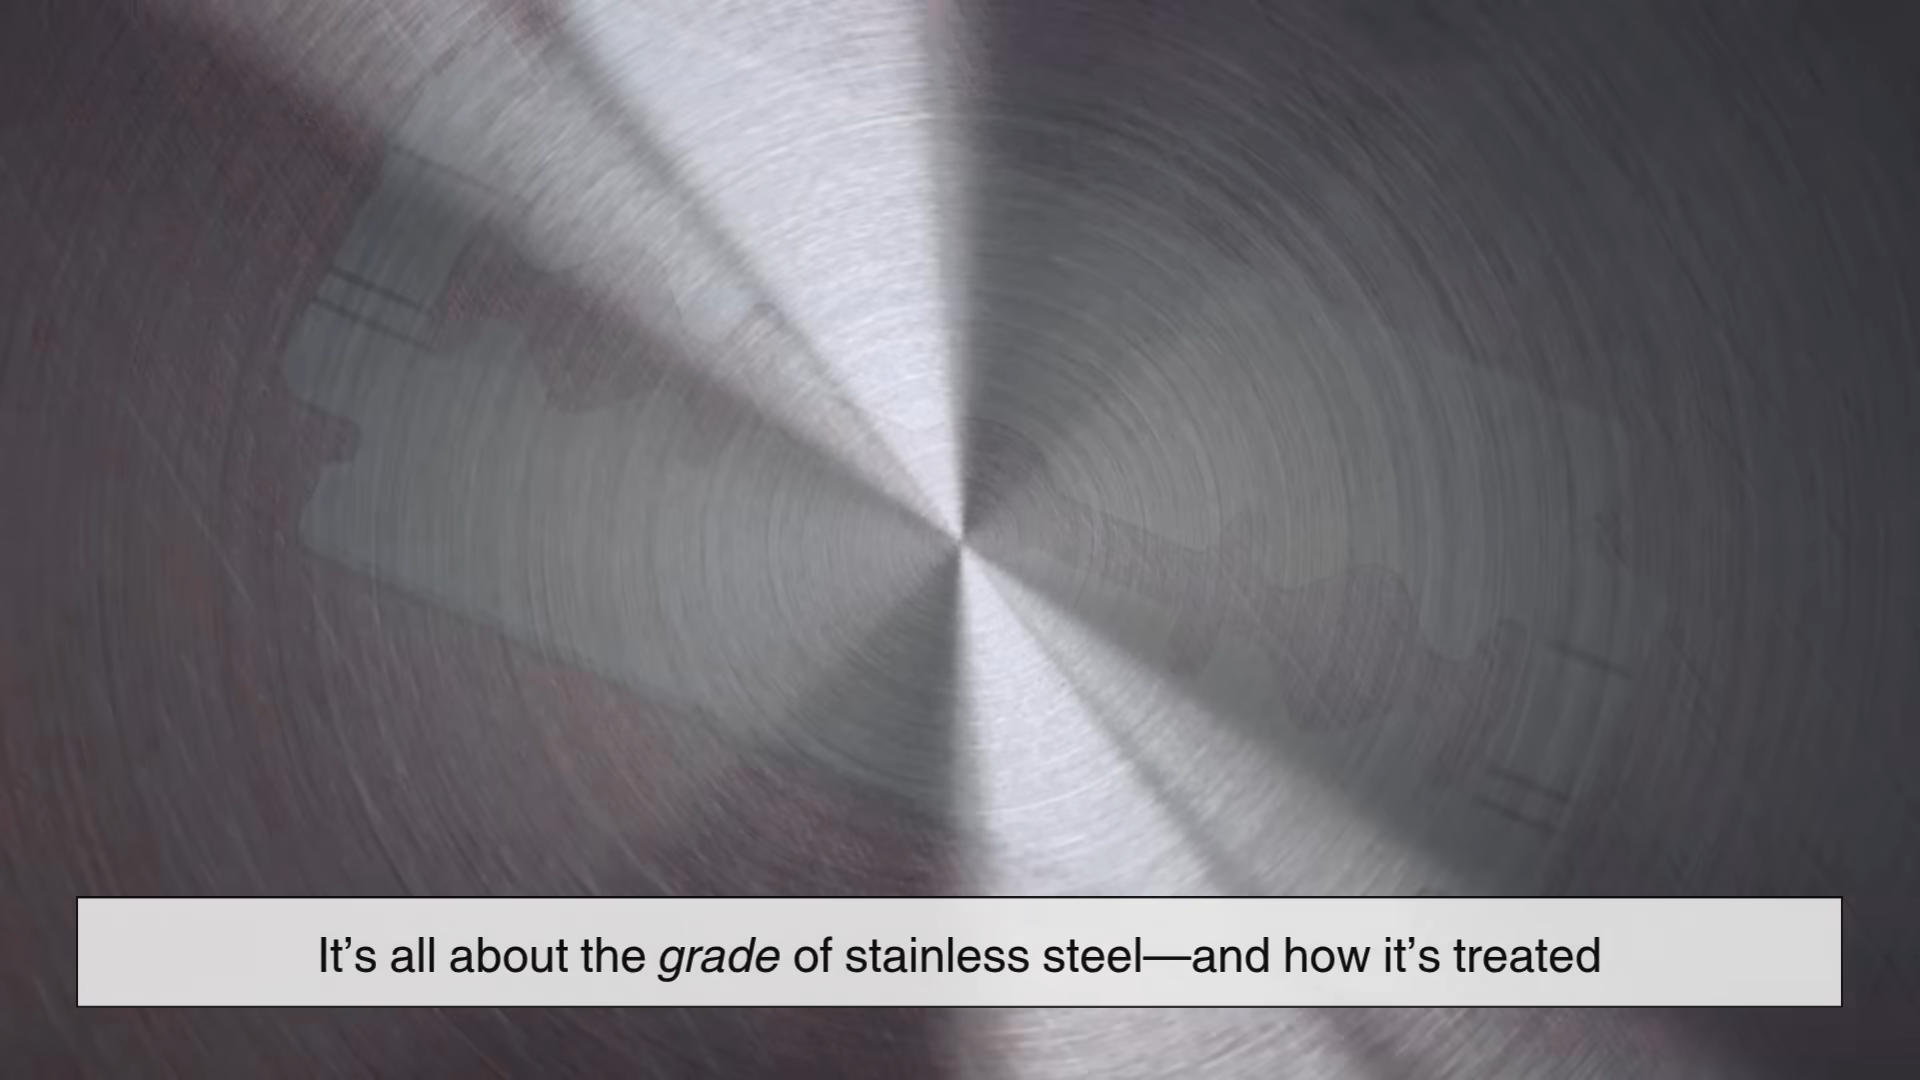 It’s all about the grade of stainless steel—and how it’s treated